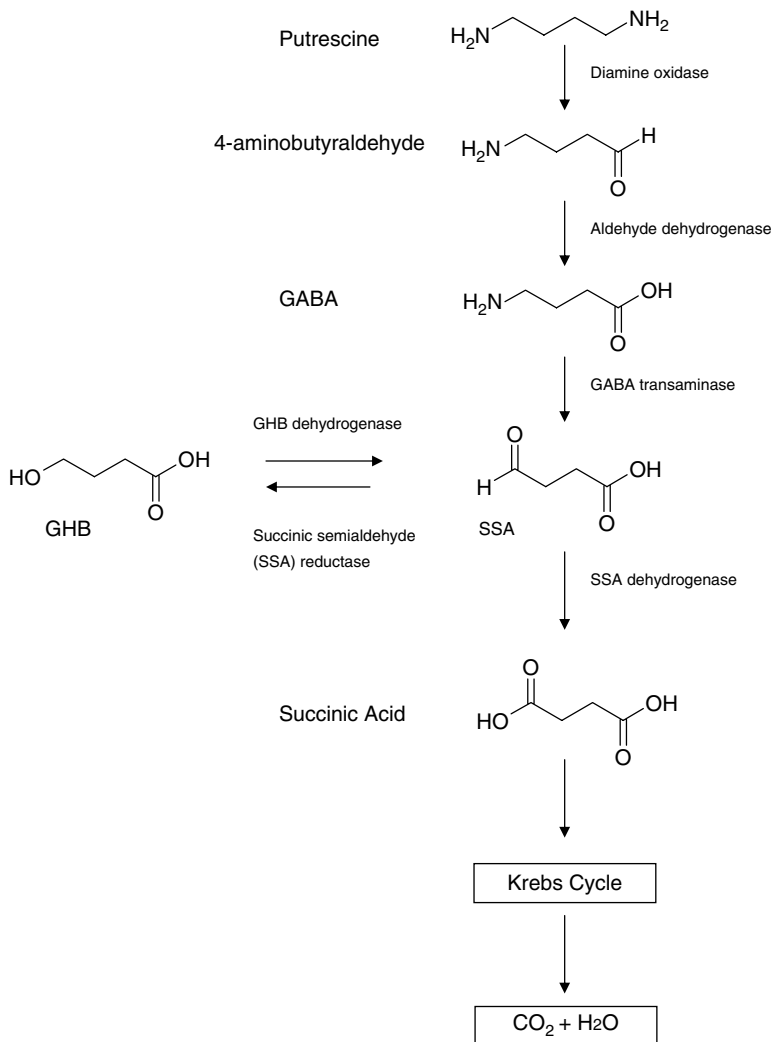 Putrescine
H₂N
NH₂
Diamine oxidase
4-aminobutyraldehyde
H₂N
H
O
Aldehyde dehydrogenase
GABA
H₂N
OH
O
GABA transaminase
GHB dehydrogenase
HO
OH
O
GHB
Succinic semialdehyde
(SSA) reductase
O
H
OH
O
SSA
SSA dehydrogenase
Succinic Acid
O
HO
OH
O
Krebs Cycle
CO₂ + H₂O